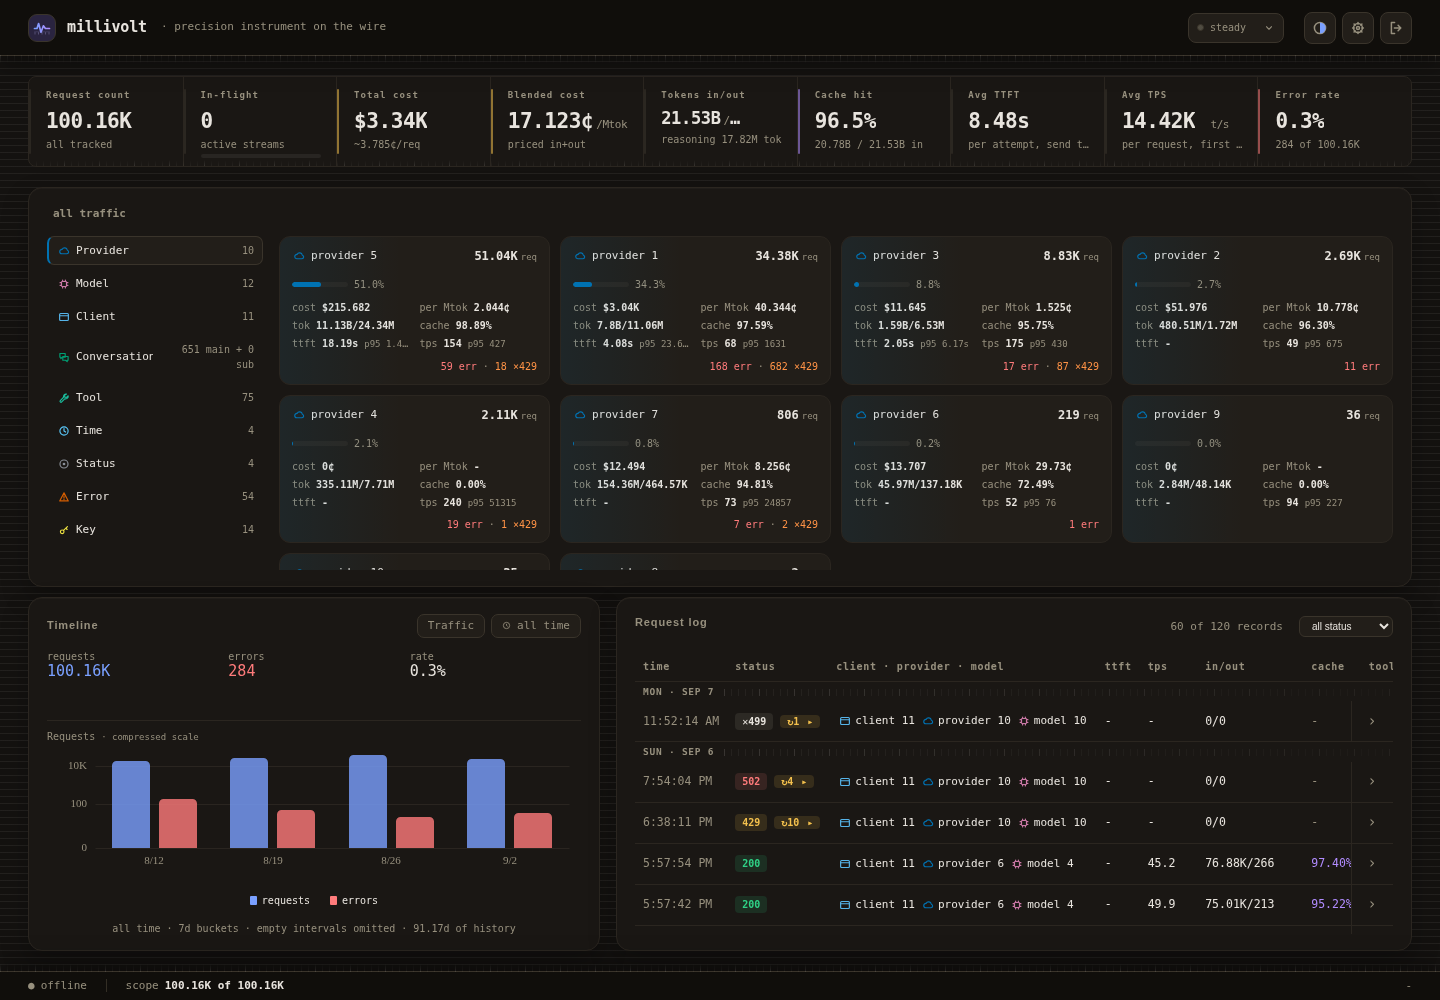 millivolt · precision instrument on the wire
steady
Request count
100.16K
all tracked
In-flight
0
active streams
Total cost
$3.34K
~3.785¢/req
Blended cost
17.123¢/Mtok
priced in+out
Tokens in/out
21.53B/…
reasoning 17.82M tok
Cache hit
96.5%
20.78B / 21.53B in
Avg TTFT
8.48s
per attempt, send t…
Avg TPS
14.42K t/s
per request, first …
Error rate
0.3%
284 of 100.16K
all traffic
Provider 10
Model 12
Client 11
Conversation 651 main + 0 sub
Tool 75
Time 4
Status 4
Error 54
Key 14
provider 5 51.04K req
51.0%
cost $215.682 per Mtok 2.044¢
tok 11.13B/24.34M cache 98.89%
ttft 18.19s p95 1.4… tps 154 p95 427
59 err · 18 ×429
provider 1 34.38K req
34.3%
cost $3.04K per Mtok 40.344¢
tok 7.8B/11.06M cache 97.59%
ttft 4.08s p95 23.6… tps 68 p95 1631
168 err · 682 ×429
provider 3 8.83K req
8.8%
cost $11.645 per Mtok 1.525¢
tok 1.59B/6.53M cache 95.75%
ttft 2.05s p95 6.17s tps 175 p95 430
17 err · 87 ×429
provider 2 2.69K req
2.7%
cost $51.976 per Mtok 10.778¢
tok 480.51M/1.72M cache 96.30%
ttft - tps 49 p95 675
11 err
provider 4 2.11K req
2.1%
cost 0¢ per Mtok -
tok 335.11M/7.71M cache 0.00%
ttft - tps 240 p95 51315
19 err · 1 ×429
provider 7 806 req
0.8%
cost $12.494 per Mtok 8.256¢
tok 154.36M/464.57K cache 94.81%
ttft - tps 73 p95 24857
7 err · 2 ×429
provider 6 219 req
0.2%
cost $13.707 per Mtok 29.73¢
tok 45.97M/137.18K cache 72.49%
ttft - tps 52 p95 76
1 err
provider 9 36 req
0.0%
cost 0¢ per Mtok -
tok 2.84M/48.14K cache 0.00%
ttft - tps 94 p95 227
Timeline Traffic all time
requests
100.16K
errors
284
rate
0.3%
Requests · compressed scale
10K
100
0
8/12 8/19 8/26 9/2
requests errors
all time · 7d buckets · empty intervals omitted · 91.17d of history
Request log 60 of 120 records all status
time status client · provider · model ttft tps in/out cache tool
MON · SEP 7
11:52:14 AM ×499 ↻1 ▸ client 11 provider 10 model 10 - - 0/0 - ›
SUN · SEP 6
7:54:04 PM 502 ↻4 ▸ client 11 provider 10 model 10 - - 0/0 - ›
6:38:11 PM 429 ↻10 ▸ client 11 provider 10 model 10 - - 0/0 - ›
5:57:54 PM 200 client 11 provider 6 model 4 - 45.2 76.88K/266 97.40% ›
5:57:42 PM 200 client 11 provider 6 model 4 - 49.9 75.01K/213 95.22% ›
● offline scope 100.16K of 100.16K -